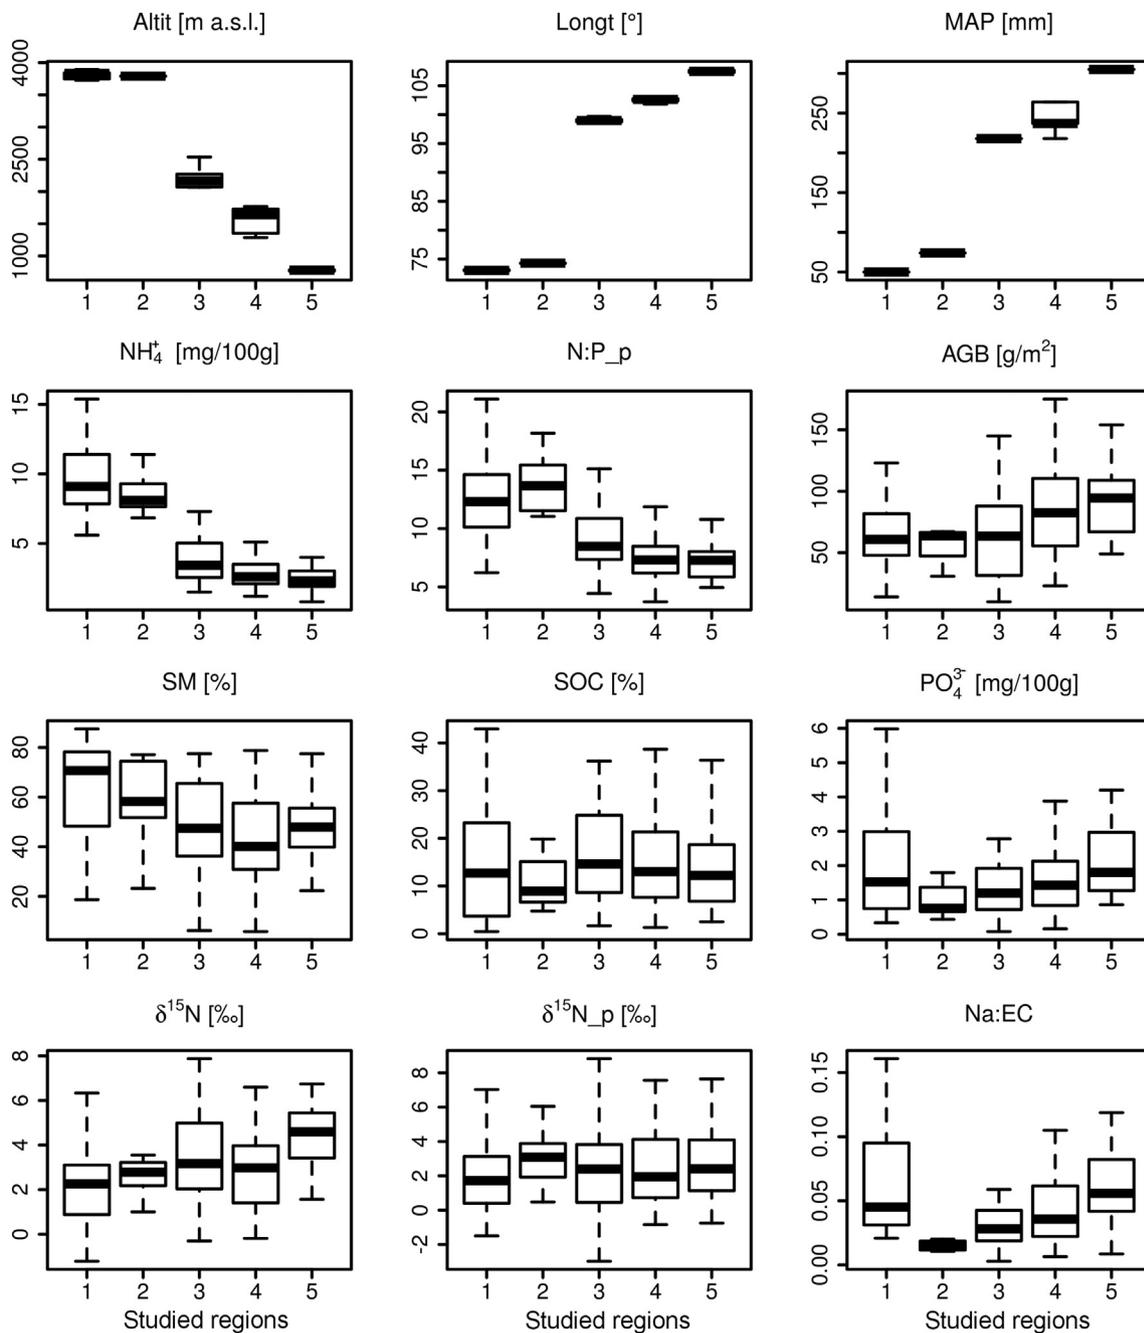 Altit [m a.s.l.] Longt [°] MAP [mm]
4000 2500 1000
1 2 3 4 5
105 95 85 75
1 2 3 4 5
250 150 50
1 2 3 4 5
NH₄⁺ [mg/100g] N:P_p AGB [g/m²]
15 10 5
1 2 3 4 5
20 15 10 5
1 2 3 4 5
150 100 50
1 2 3 4 5
SM [%] SOC [%] PO₄³⁻ [mg/100g]
80 60 40 20
1 2 3 4 5
40 30 20 10 0
1 2 3 4 5
6 5 4 3 2 1 0
1 2 3 4 5
δ¹⁵N [‰] δ¹⁵N_p [‰] Na:EC
8 6 4 2 0
1 2 3 4 5
8 6 4 2 0 -2
1 2 3 4 5
0.15 0.10 0.05 0.00
1 2 3 4 5
Studied regions Studied regions Studied regions